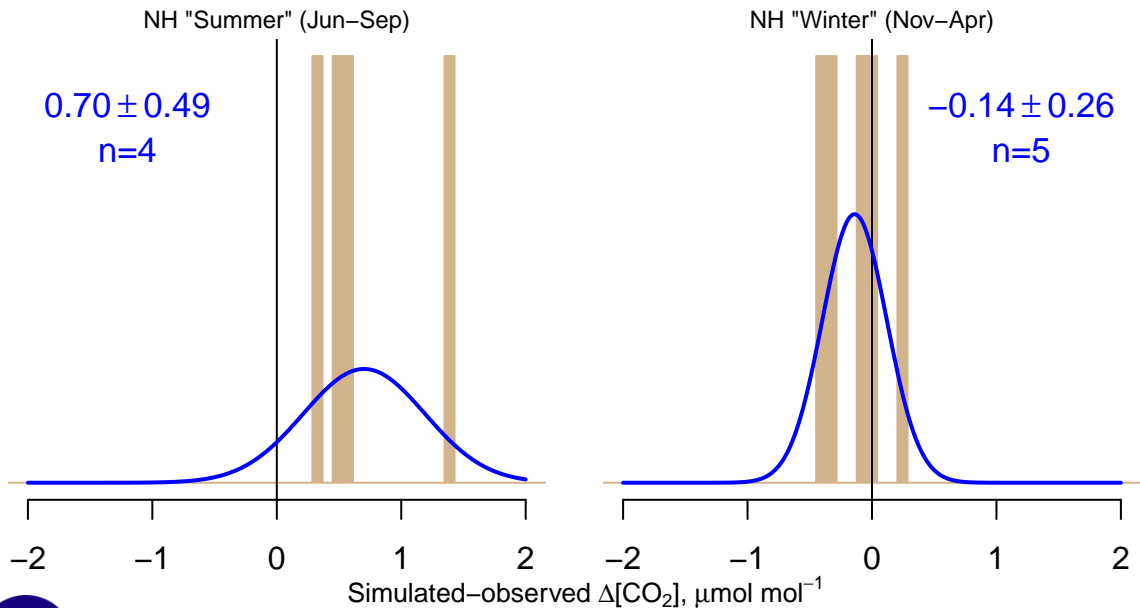 NH "Summer" (Jun−Sep)
0.70 ± 0.49
n=4
−2 −1 0 1 2
NH "Winter" (Nov−Apr)
−0.14 ± 0.26
n=5
−2 −1 0 1 2
Simulated−observed Δ[CO₂], μmol mol⁻¹